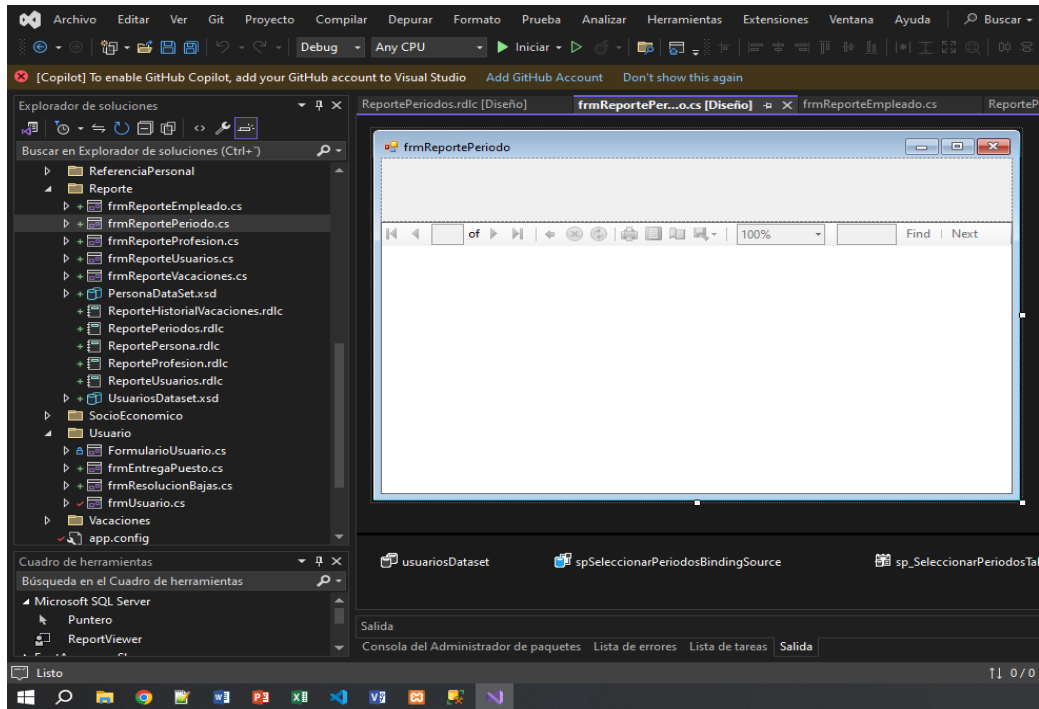 Archivo Editar Ver Git Proyecto Compilar Depurar Formato Prueba Analizar Herramientas Extensiones Ventana Ayuda Buscar
Debug Any CPU Iniciar
[Copilot] To enable GitHub Copilot, add your GitHub account to Visual Studio Add GitHub Account Don't show this again
Explorador de soluciones
ReportePeriodos.rdlc [Diseño] frmReportePer...o.cs [Diseño] frmReporteEmpleado.cs ReporteP
Buscar en Explorador de soluciones (Ctrl+¨)
frmReportePeriodo
ReferenciaPersonal
Reporte
frmReporteEmpleado.cs
frmReportePeriodo.cs
frmReporteProfesion.cs
frmReporteUsuarios.cs
frmReporteVacaciones.cs
PersonaDataSet.xsd
ReporteHistorialVacaciones.rdlc
ReportePeriodos.rdlc
ReportePersona.rdlc
ReporteProfesion.rdlc
ReporteUsuarios.rdlc
UsuariosDataset.xsd
SocioEconomico
Usuario
FormularioUsuario.cs
frmEntregaPuesto.cs
frmResolucionBajas.cs
frmUsuario.cs
Vacaciones
app.config
of 100% Find | Next
Cuadro de herramientas
Búsqueda en el Cuadro de herramientas
Microsoft SQL Server
Puntero
ReportViewer
usuariosDataset spSeleccionarPeriodosBindingSource sp_SeleccionarPeriodosTal
Salida
Consola del Administrador de paquetes Lista de errores Lista de tareas Salida
Listo
0/0